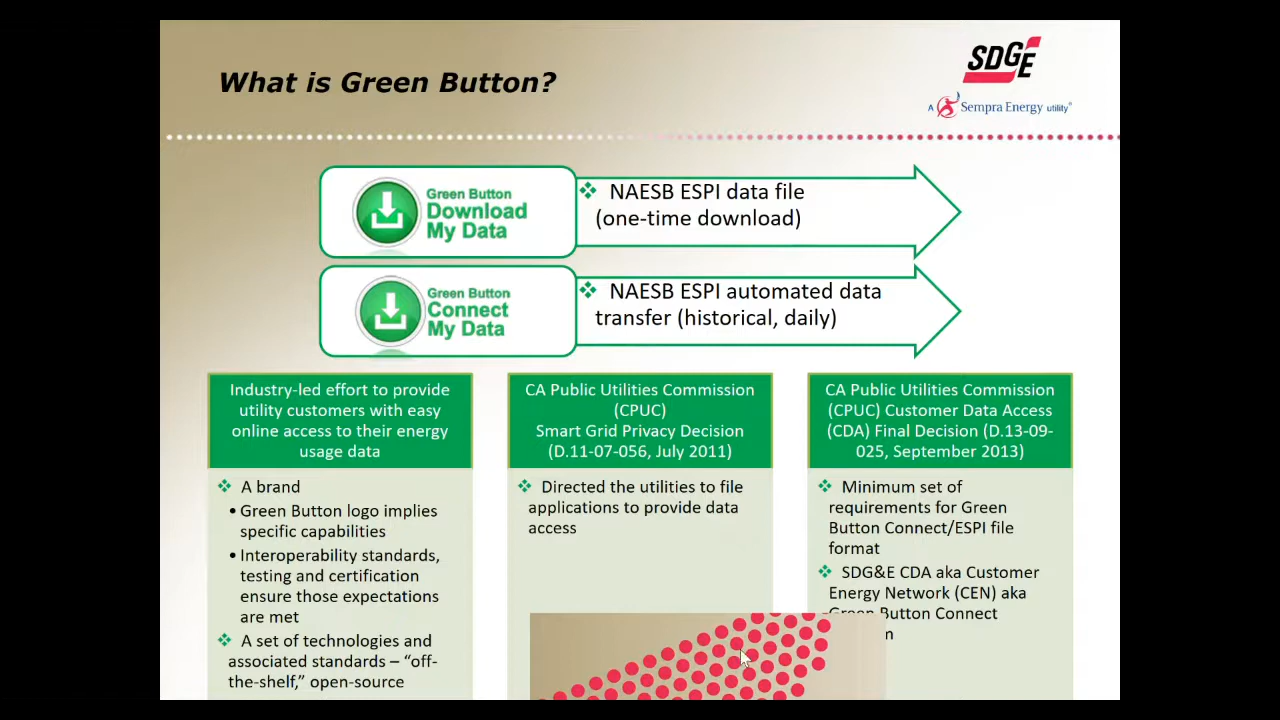 What is Green Button?
SDGE
A Sempra Energy utility®
Green Button
Download
My Data
NAESB ESPI data file
(one-time download)
Green Button
Connect
My Data
NAESB ESPI automated data
transfer (historical, daily)
Industry-led effort to provide
utility customers with easy
online access to their energy
usage data
A brand
• Green Button logo implies
specific capabilities
• Interoperability standards,
testing and certification
ensure those expectations
are met
A set of technologies and
associated standards – “off-
the-shelf,” open-source
CA Public Utilities Commission
(CPUC)
Smart Grid Privacy Decision
(D.11-07-056, July 2011)
Directed the utilities to file
applications to provide data
access
CA Public Utilities Commission
(CPUC) Customer Data Access
(CDA) Final Decision (D.13-09-
025, September 2013)
Minimum set of
requirements for Green
Button Connect/ESPI file
format
SDG&E CDA aka Customer
Energy Network (CEN) aka
Green Button Connect